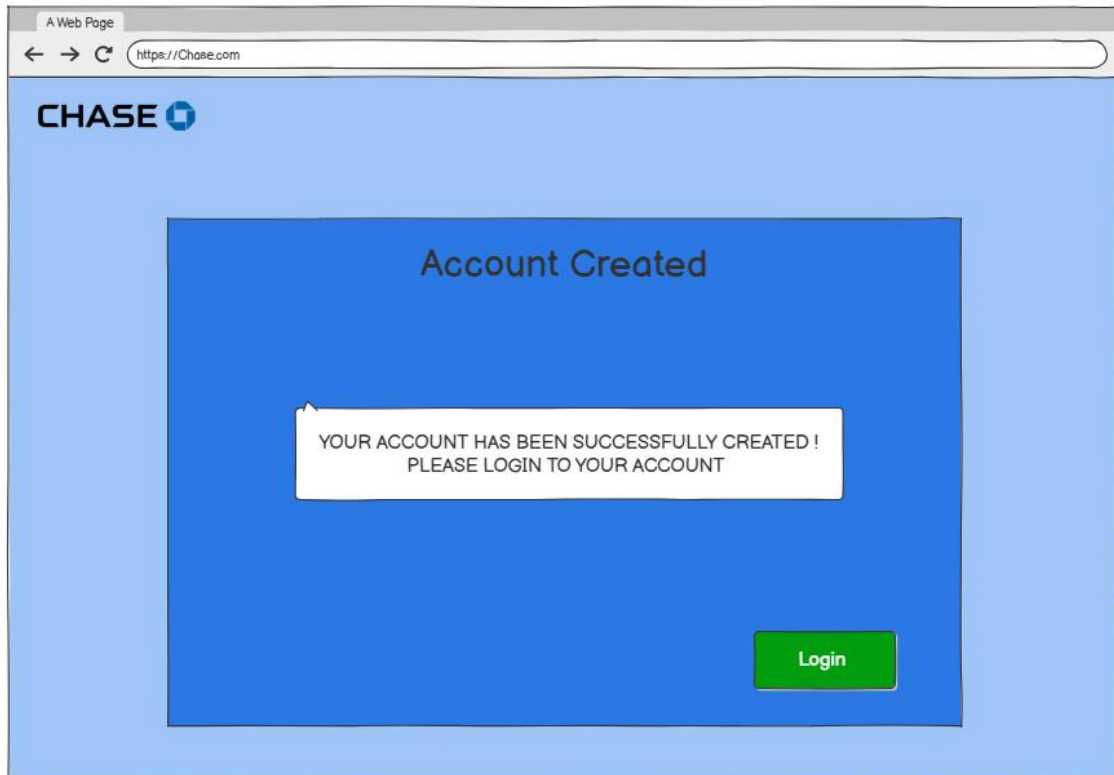 A Web Page
https://Chase.com
CHASE
Account Created
YOUR ACCOUNT HAS BEEN SUCCESSFULLY CREATED !
PLEASE LOGIN TO YOUR ACCOUNT
Login